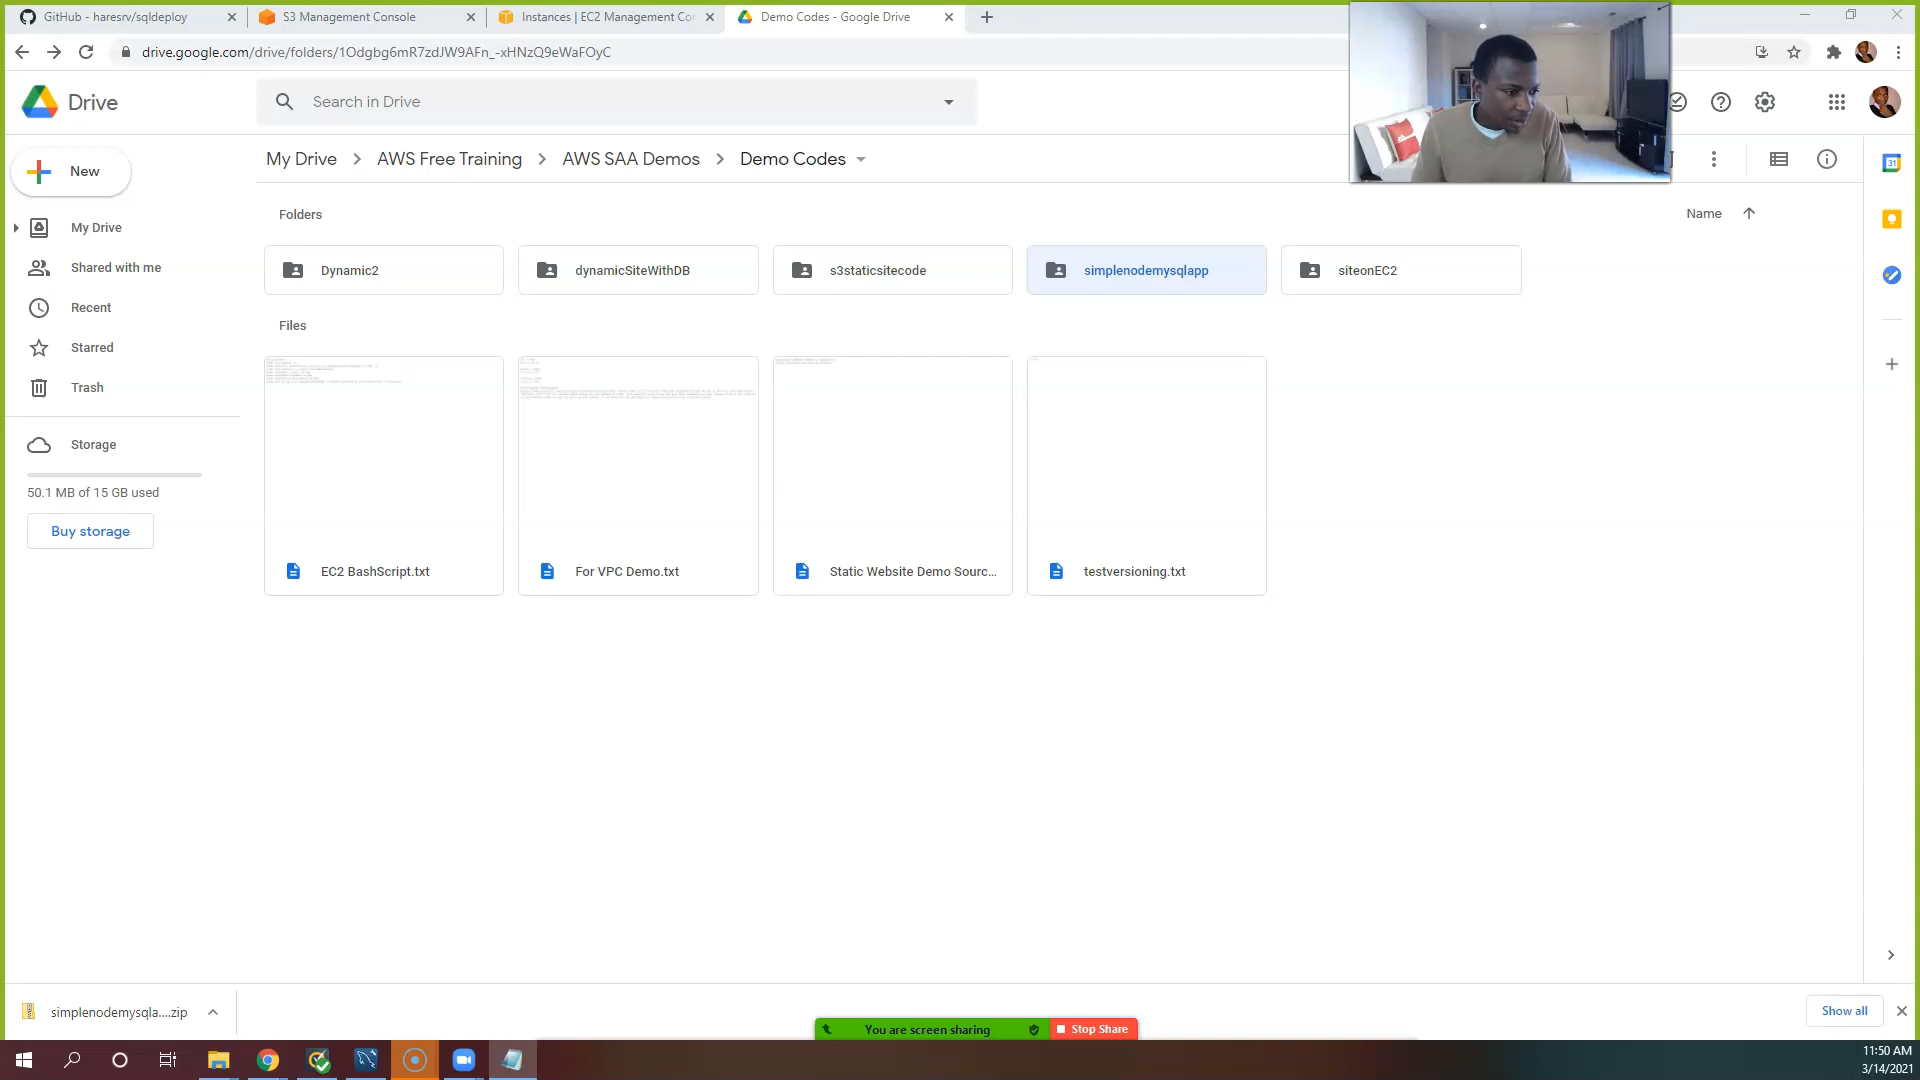 GitHub - haresrv/sqldeploy
S3 Management Console
Instances | EC2 Management Co
Demo Codes - Google Drive
drive.google.com/drive/folders/1Odgbg6mR7zdJW9AFn_-xHNzQ9eWaFOyC
Drive
Search in Drive
New
My Drive > AWS Free Training > AWS SAA Demos > Demo Codes
My Drive
Shared with me
Recent
Starred
Trash
Storage
50.1 MB of 15 GB used
Buy storage
Folders
Name
Dynamic2
dynamicSiteWithDB
s3staticsitecode
simplenodemysqlapp
siteonEC2
Files
EC2 BashScript.txt
For VPC Demo.txt
Static Website Demo Sourc...
testversioning.txt
31
simplenodemysqla....zip
Show all
You are screen sharing
Stop Share
11:50 AM
3/14/2021